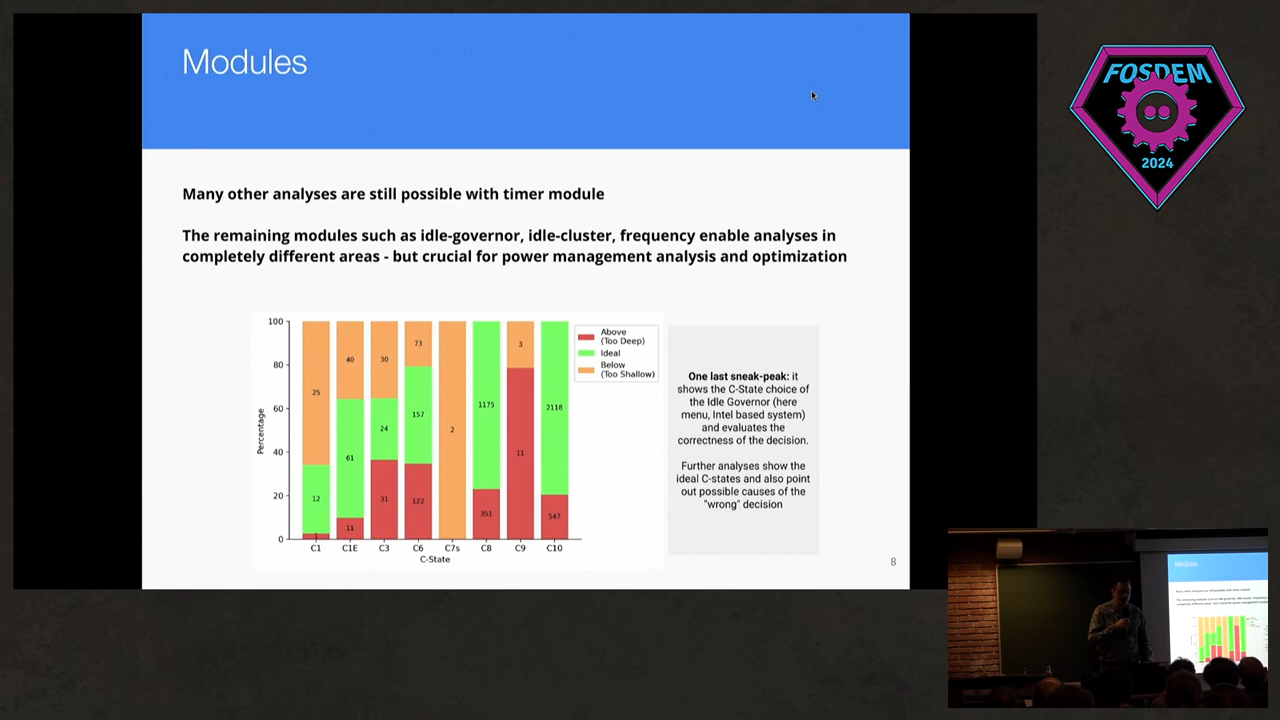 Modules
Many other analyses are still possible with timer module
The remaining modules such as idle-governor, idle-cluster, frequency enable analyses in
completely different areas - but crucial for power management analysis and optimization
100
80
60
40
20
0
Percentage
25
12
1
40
61
11
30
24
31
73
157
122
2
1175
351
3
11
2118
547
C1
C1E
C3
C6
C7s
C8
C9
C10
C-State
Above
(Too Deep)
Ideal
Below
(Too Shallow)
One last sneak-peak: it
shows the C-State choice of
the Idle Governor (here
menu, Intel based system)
and evaluates the
correctness of the decision.
Further analyses show the
ideal C-states and also point
out possible causes of the
"wrong" decision
8
FOSDEM
2024
Modules